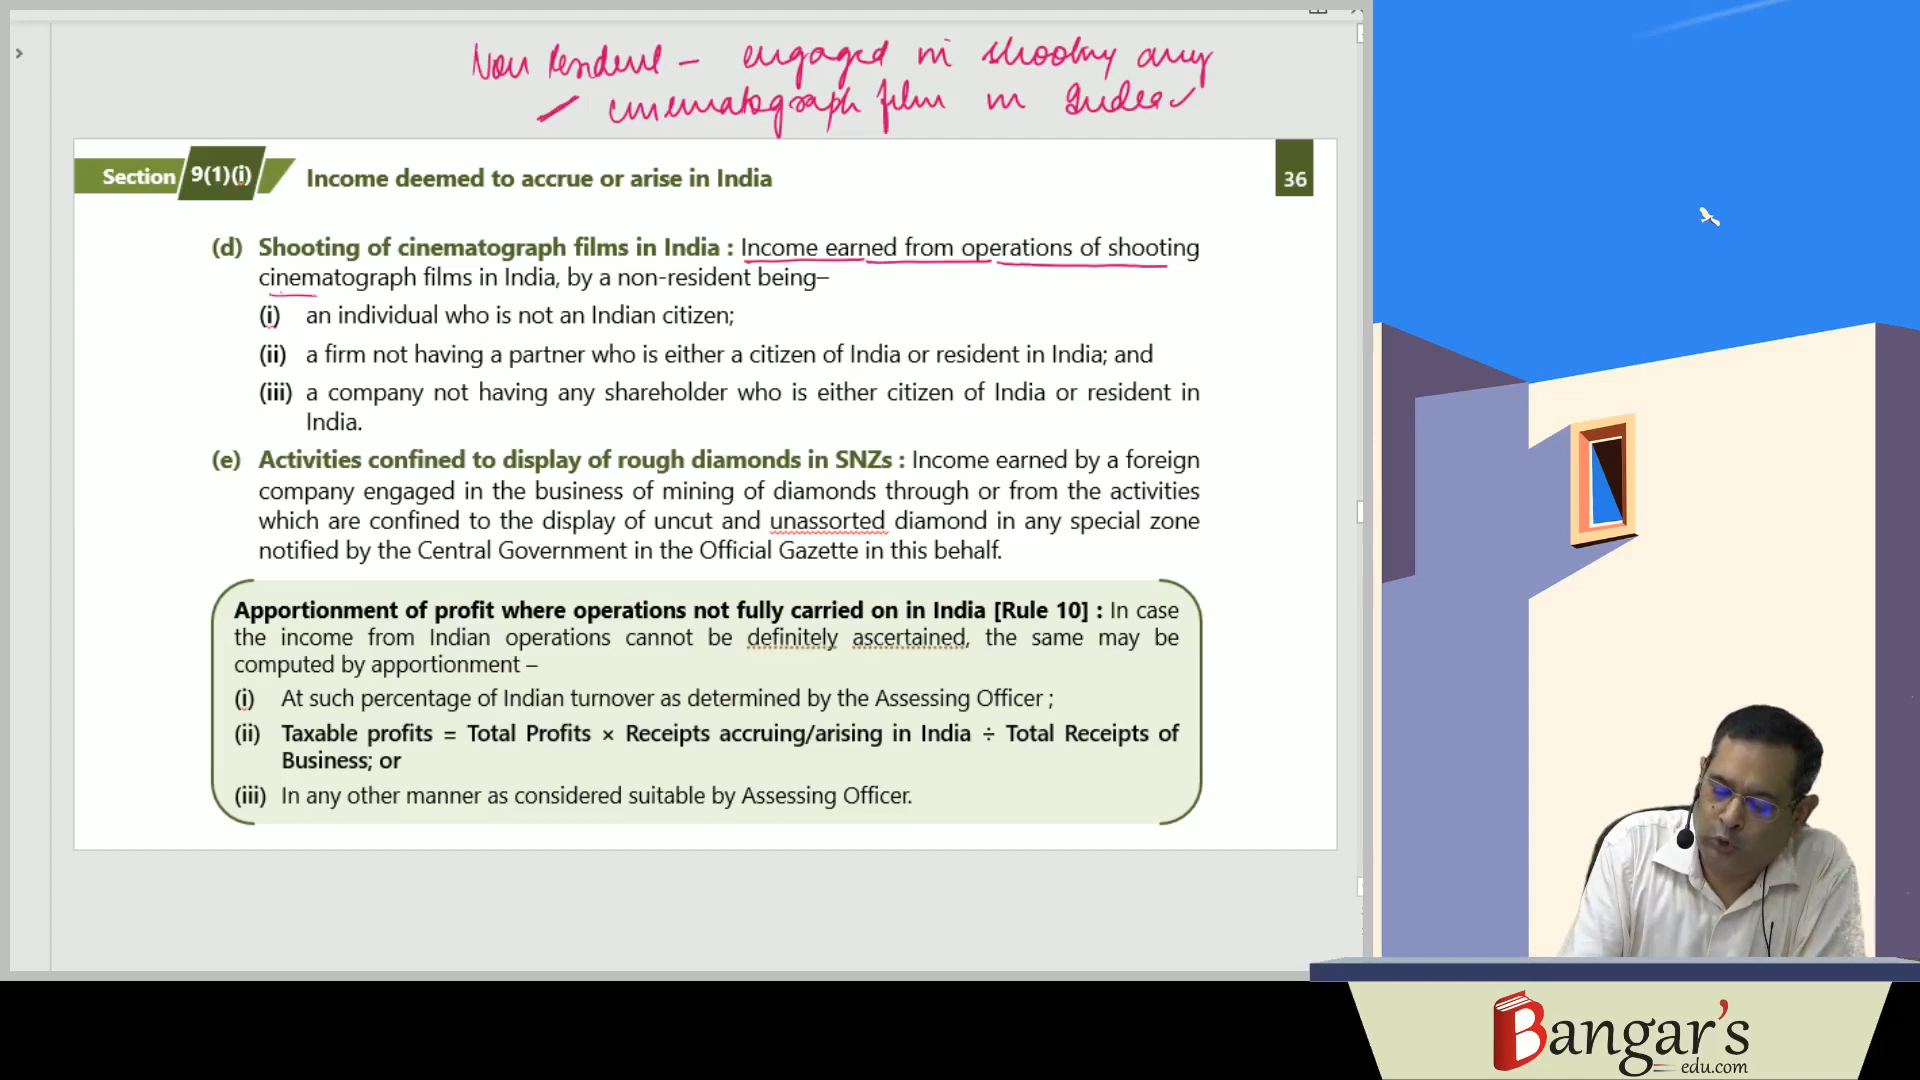 Non Resident - engaged in shooting any
cinematograph film in India
Section 9(1)(i) Income deemed to accrue or arise in India 36
(d) Shooting of cinematograph films in India : Income earned from operations of shooting
cinematograph films in India, by a non-resident being–
(i) an individual who is not an Indian citizen;
(ii) a firm not having a partner who is either a citizen of India or resident in India; and
(iii) a company not having any shareholder who is either citizen of India or resident in
India.
(e) Activities confined to display of rough diamonds in SNZs : Income earned by a foreign
company engaged in the business of mining of diamonds through or from the activities
which are confined to the display of uncut and unassorted diamond in any special zone
notified by the Central Government in the Official Gazette in this behalf.
Apportionment of profit where operations not fully carried on in India [Rule 10] : In case
the income from Indian operations cannot be definitely ascertained, the same may be
computed by apportionment –
(i) At such percentage of Indian turnover as determined by the Assessing Officer ;
(ii) Taxable profits = Total Profits × Receipts accruing/arising in India ÷ Total Receipts of
Business; or
(iii) In any other manner as considered suitable by Assessing Officer.
Bangar's
edu.com